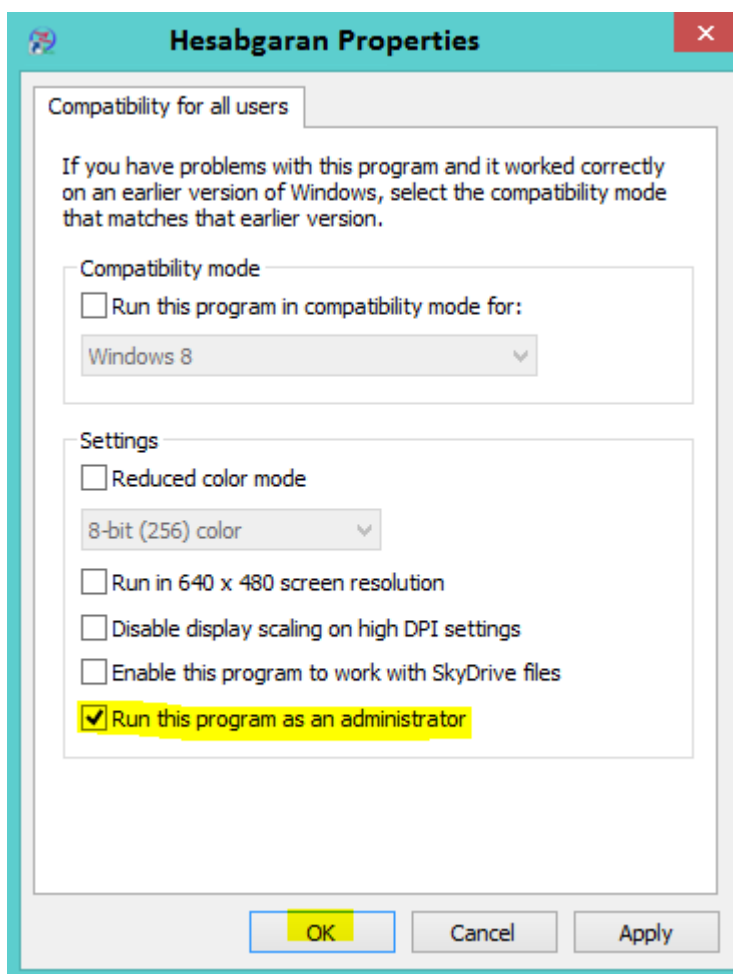 Hesabgaran Properties
Compatibility for all users
If you have problems with this program and it worked correctly
on an earlier version of Windows, select the compatibility mode
that matches that earlier version.
Compatibility mode
Run this program in compatibility mode for:
Windows 8
Settings
Reduced color mode
8-bit (256) color
Run in 640 x 480 screen resolution
Disable display scaling on high DPI settings
Enable this program to work with SkyDrive files
Run this program as an administrator
OK Cancel Apply